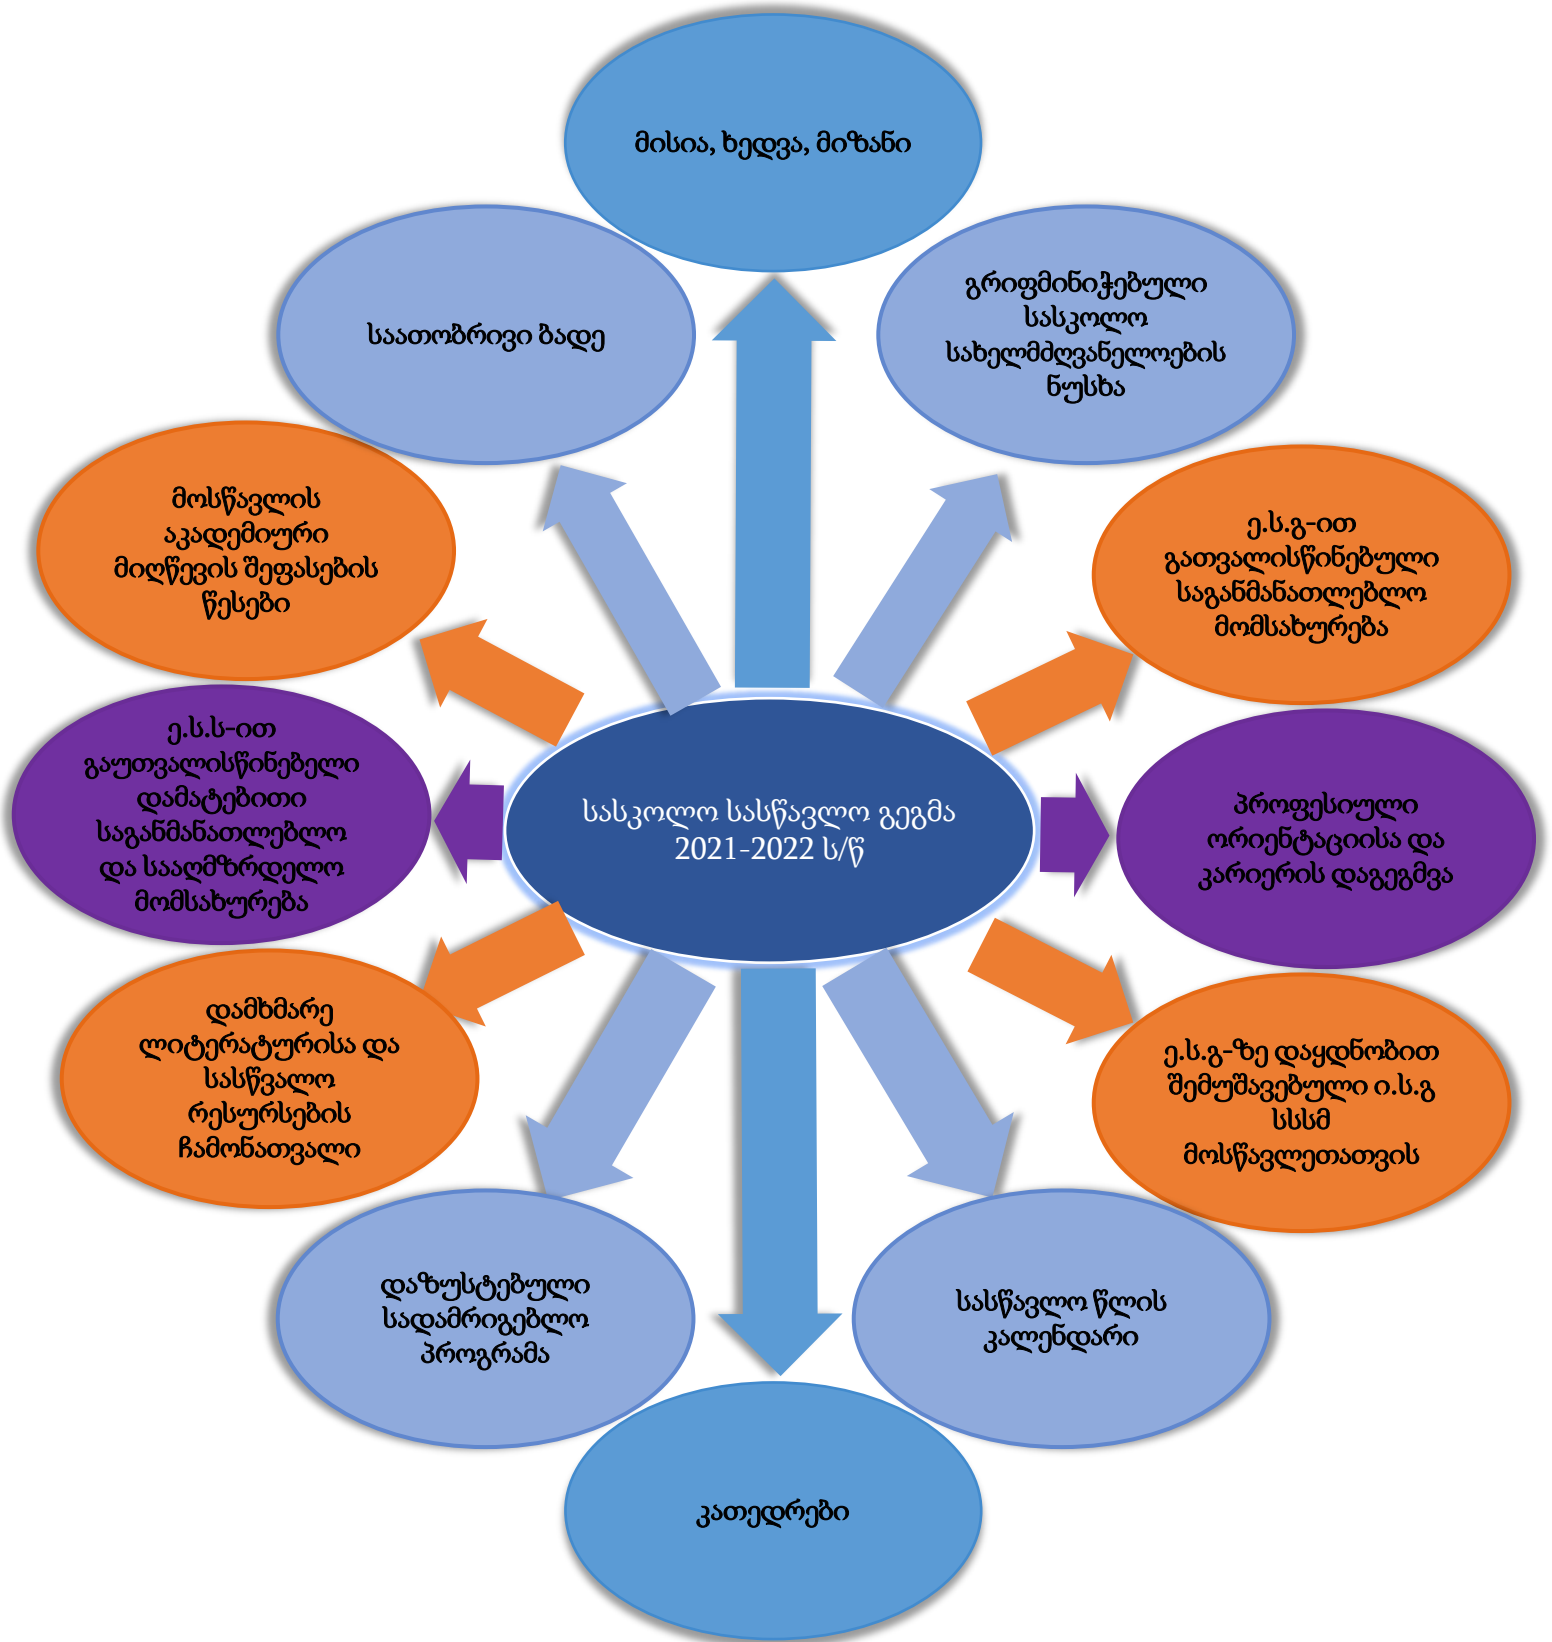 მისია, ხედვა, მიზანი
საათობრივი ბადე
გრიფმინიჭებული
სასკოლო
სახელმძღვანელოების
ნუსხა
მოსწავლის
აკადემიური
მიღწევის შეფასების
წესები
ე.ს.გ-ით
გათვალისწინებული
საგანმანათლებლო
მომსახურება
ე.ს.ს-ით
გაუთვალისწინებელი
დამატებითი
საგანმანათლებლო
და სააღმზრდელო
მომსახურება
სასკოლო სასწავლო გეგმა
2021-2022 ს/წ
პროფესიული
ორიენტაციისა და
კარიერის დაგეგმვა
დამხმარე
ლიტერატურისა და
სასწვალო
რესურსების
ჩამონათვალი
ე.ს.გ-ზე დაყდნობით
შემუშავებული ი.ს.გ
სსსმ
მოსწავლეთათვის
დაზუსტებული
სადამრიგებლო
პროგრამა
სასწავლო წლის
კალენდარი
კათედრები